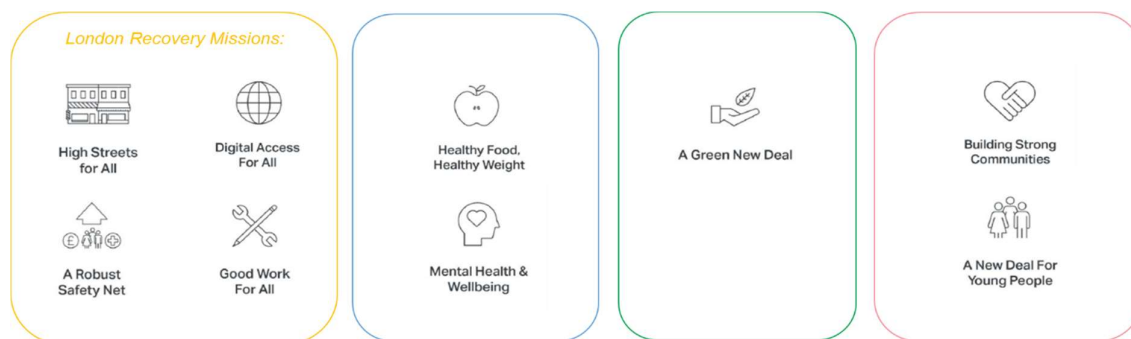 London Recovery Missions:
High Streets
for All
Digital Access
For All
A Robust
Safety Net
Good Work
For All
Healthy Food,
Healthy Weight
Mental Health &
Wellbeing
A Green New Deal
Building Strong
Communities
A New Deal For
Young People